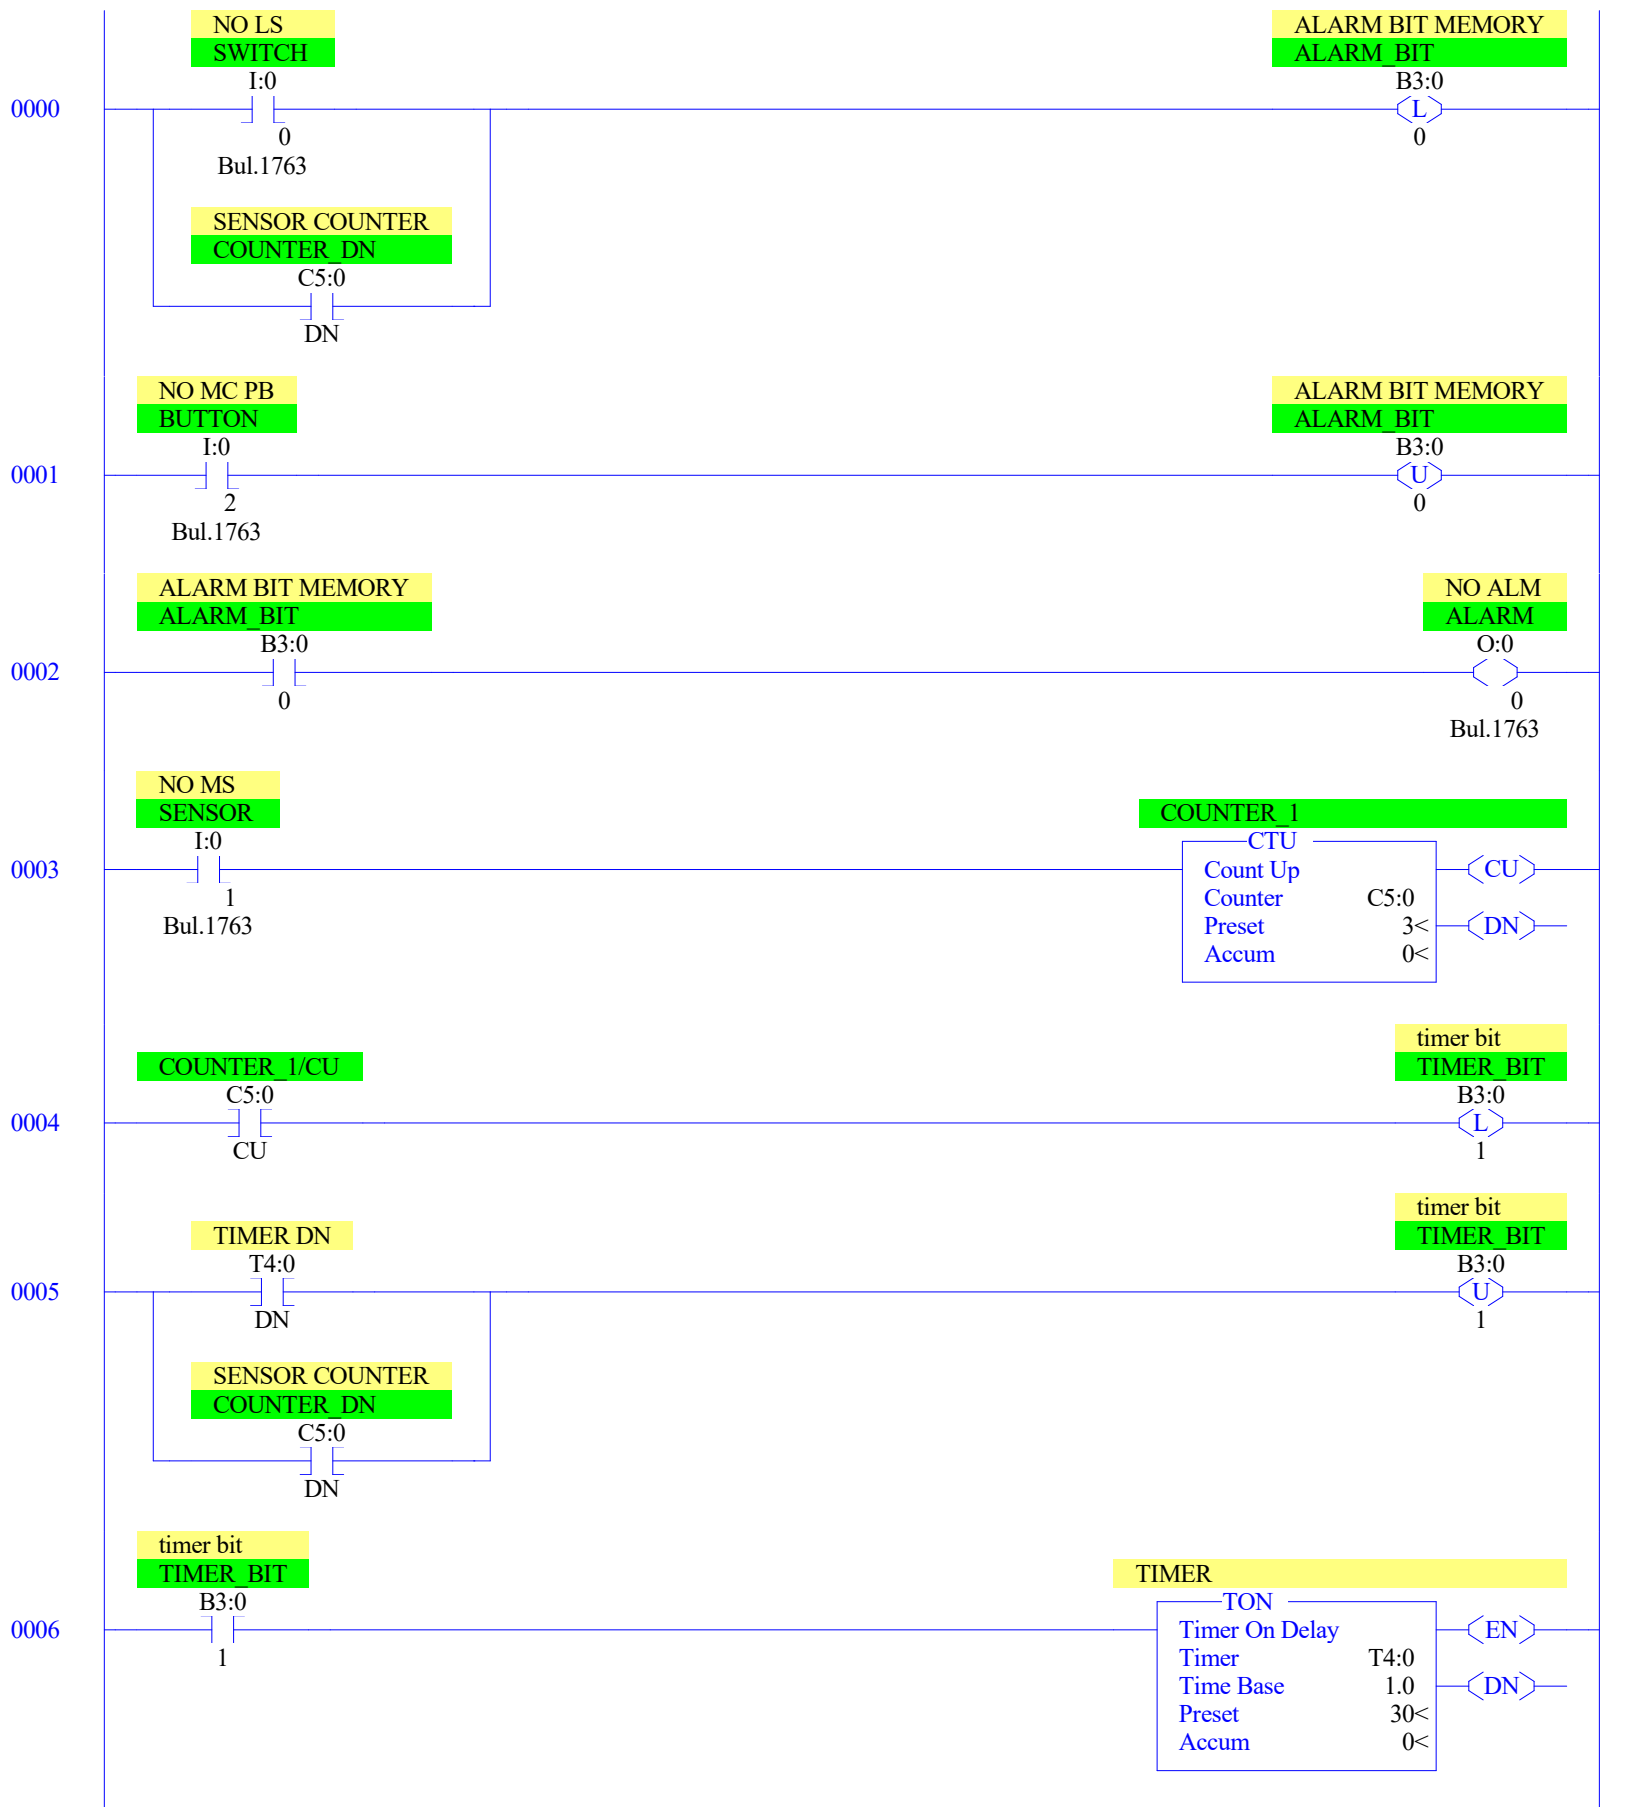 NO LS
SWITCH
I:0
0
Bul.1763
ALARM BIT MEMORY
ALARM_BIT
B3:0
L
0
0000
SENSOR COUNTER
COUNTER_DN
C5:0
DN
NO MC PB
BUTTON
I:0
2
Bul.1763
ALARM BIT MEMORY
ALARM_BIT
B3:0
U
0
0001
ALARM BIT MEMORY
ALARM_BIT
B3:0
0
NO ALM
ALARM
O:0
0
Bul.1763
0002
NO MS
SENSOR
I:0
1
Bul.1763
0003
COUNTER_1
CTU
Count Up
Counter C5:0
Preset 3<
Accum 0<
CU
DN
COUNTER_1/CU
C5:0
CU
0004
timer bit
TIMER_BIT
B3:0
L
1
TIMER DN
T4:0
DN
0005
timer bit
TIMER_BIT
B3:0
U
1
SENSOR COUNTER
COUNTER_DN
C5:0
DN
timer bit
TIMER_BIT
B3:0
1
0006
TIMER
TON
Timer On Delay
Timer T4:0
Time Base 1.0
Preset 30<
Accum 0<
EN
DN